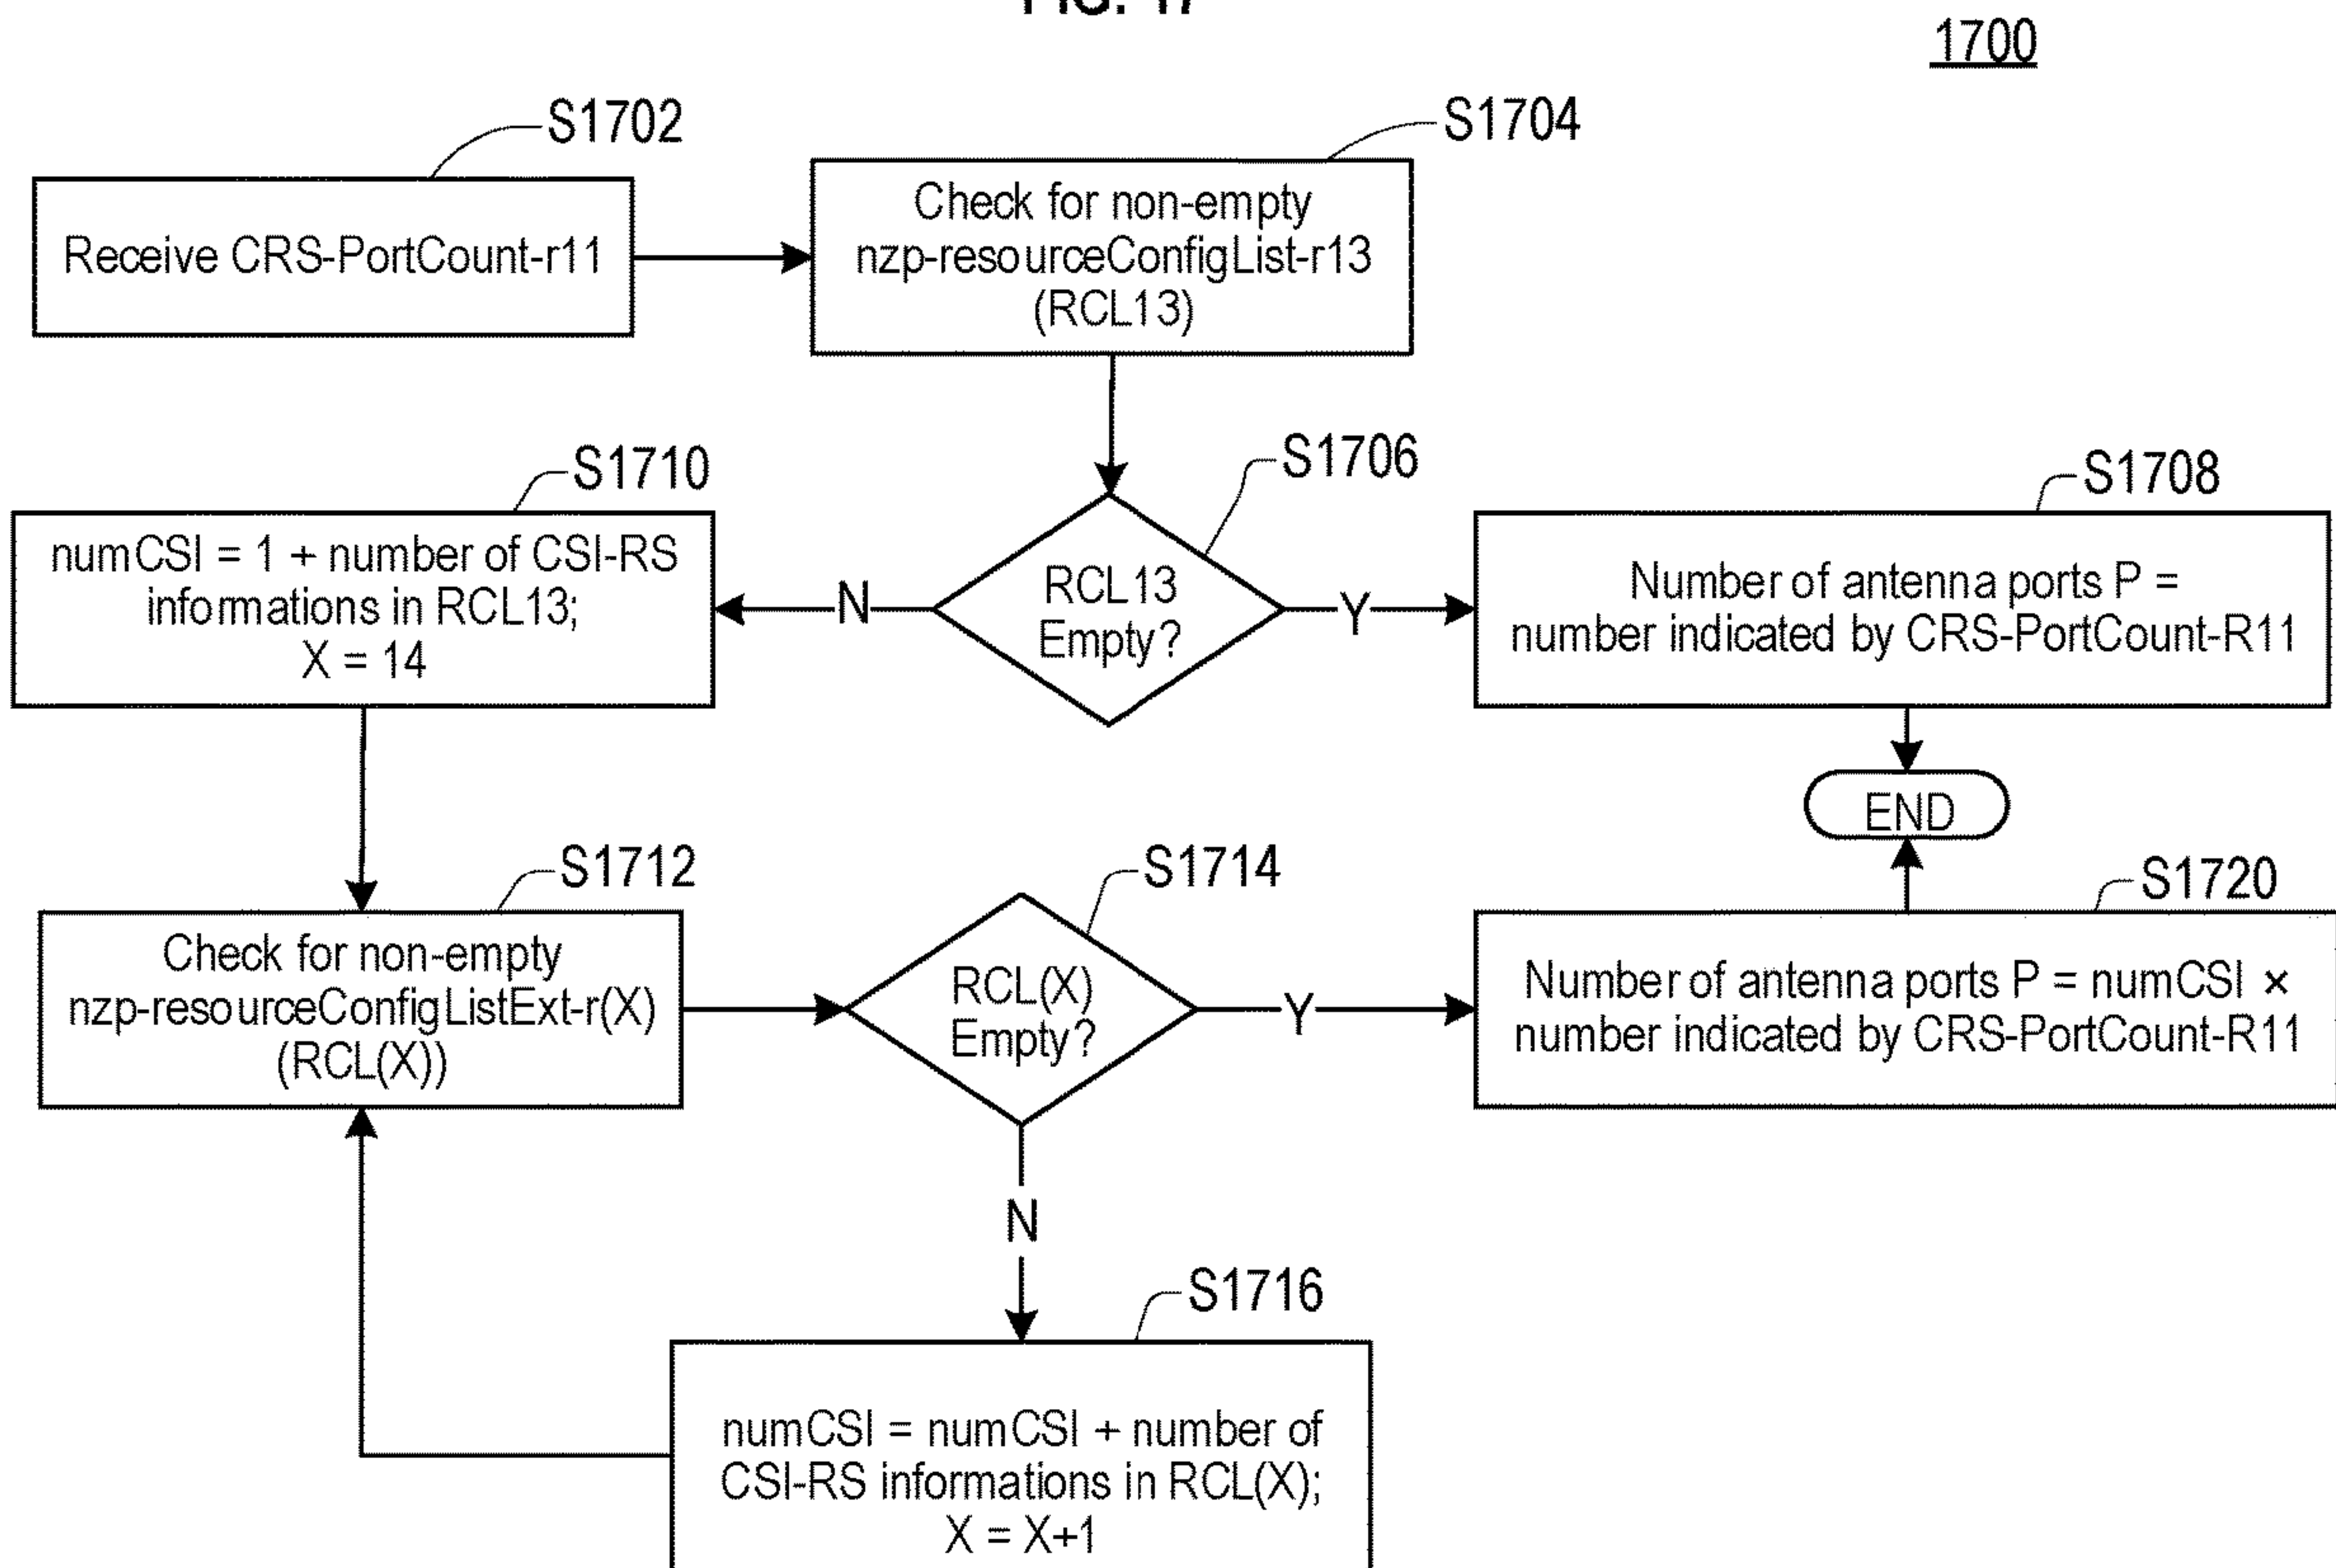 FIG. 17
1700
S1702
Receive CRS-PortCount-r11
S1704
Check for non-empty
nzp-resourceConfigList-r13
(RCL13)
S1706
RCL13
Empty?
Y
N
S1708
Number of antenna ports P =
number indicated by CRS-PortCount-R11
END
S1710
numCSI = 1 + number of CSI-RS
informations in RCL13;
X = 14
S1712
Check for non-empty
nzp-resourceConfigListExt-r(X)
(RCL(X))
S1714
RCL(X)
Empty?
Y
N
S1720
Number of antenna ports P = numCSI ×
number indicated by CRS-PortCount-R11
S1716
numCSI = numCSI + number of
CSI-RS informations in RCL(X);
X = X+1